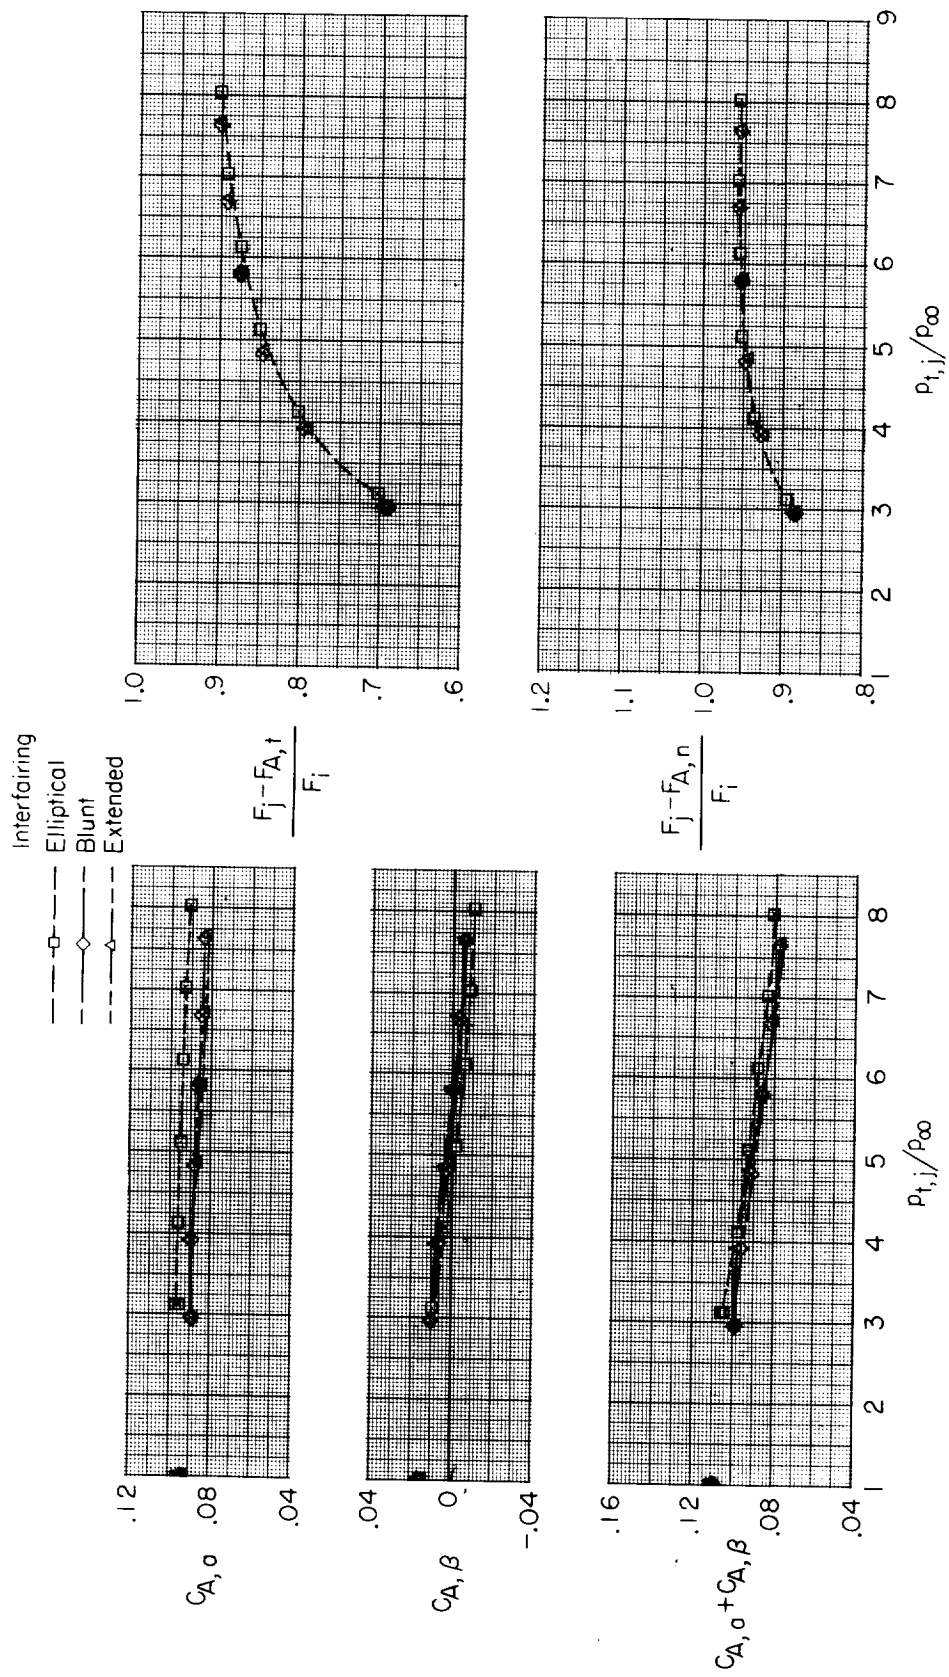 Interfairing
Elliptical
Blunt
Extended
.12
.08
.04
C_A,a
.04
0
-.04
C_A,β
.16
.12
.08
.04
C_A,a + C_A,β
1 2 3 4 5 6 7 8
p_t,j/p_∞
1.0
.9
.8
.7
.6
F_j - F_A,t
F_i
1.2
1.1
1.0
.9
.8
F_j - F_A,n
F_i
1 2 3 4 5 6 7 8 9
p_t,j/p_∞